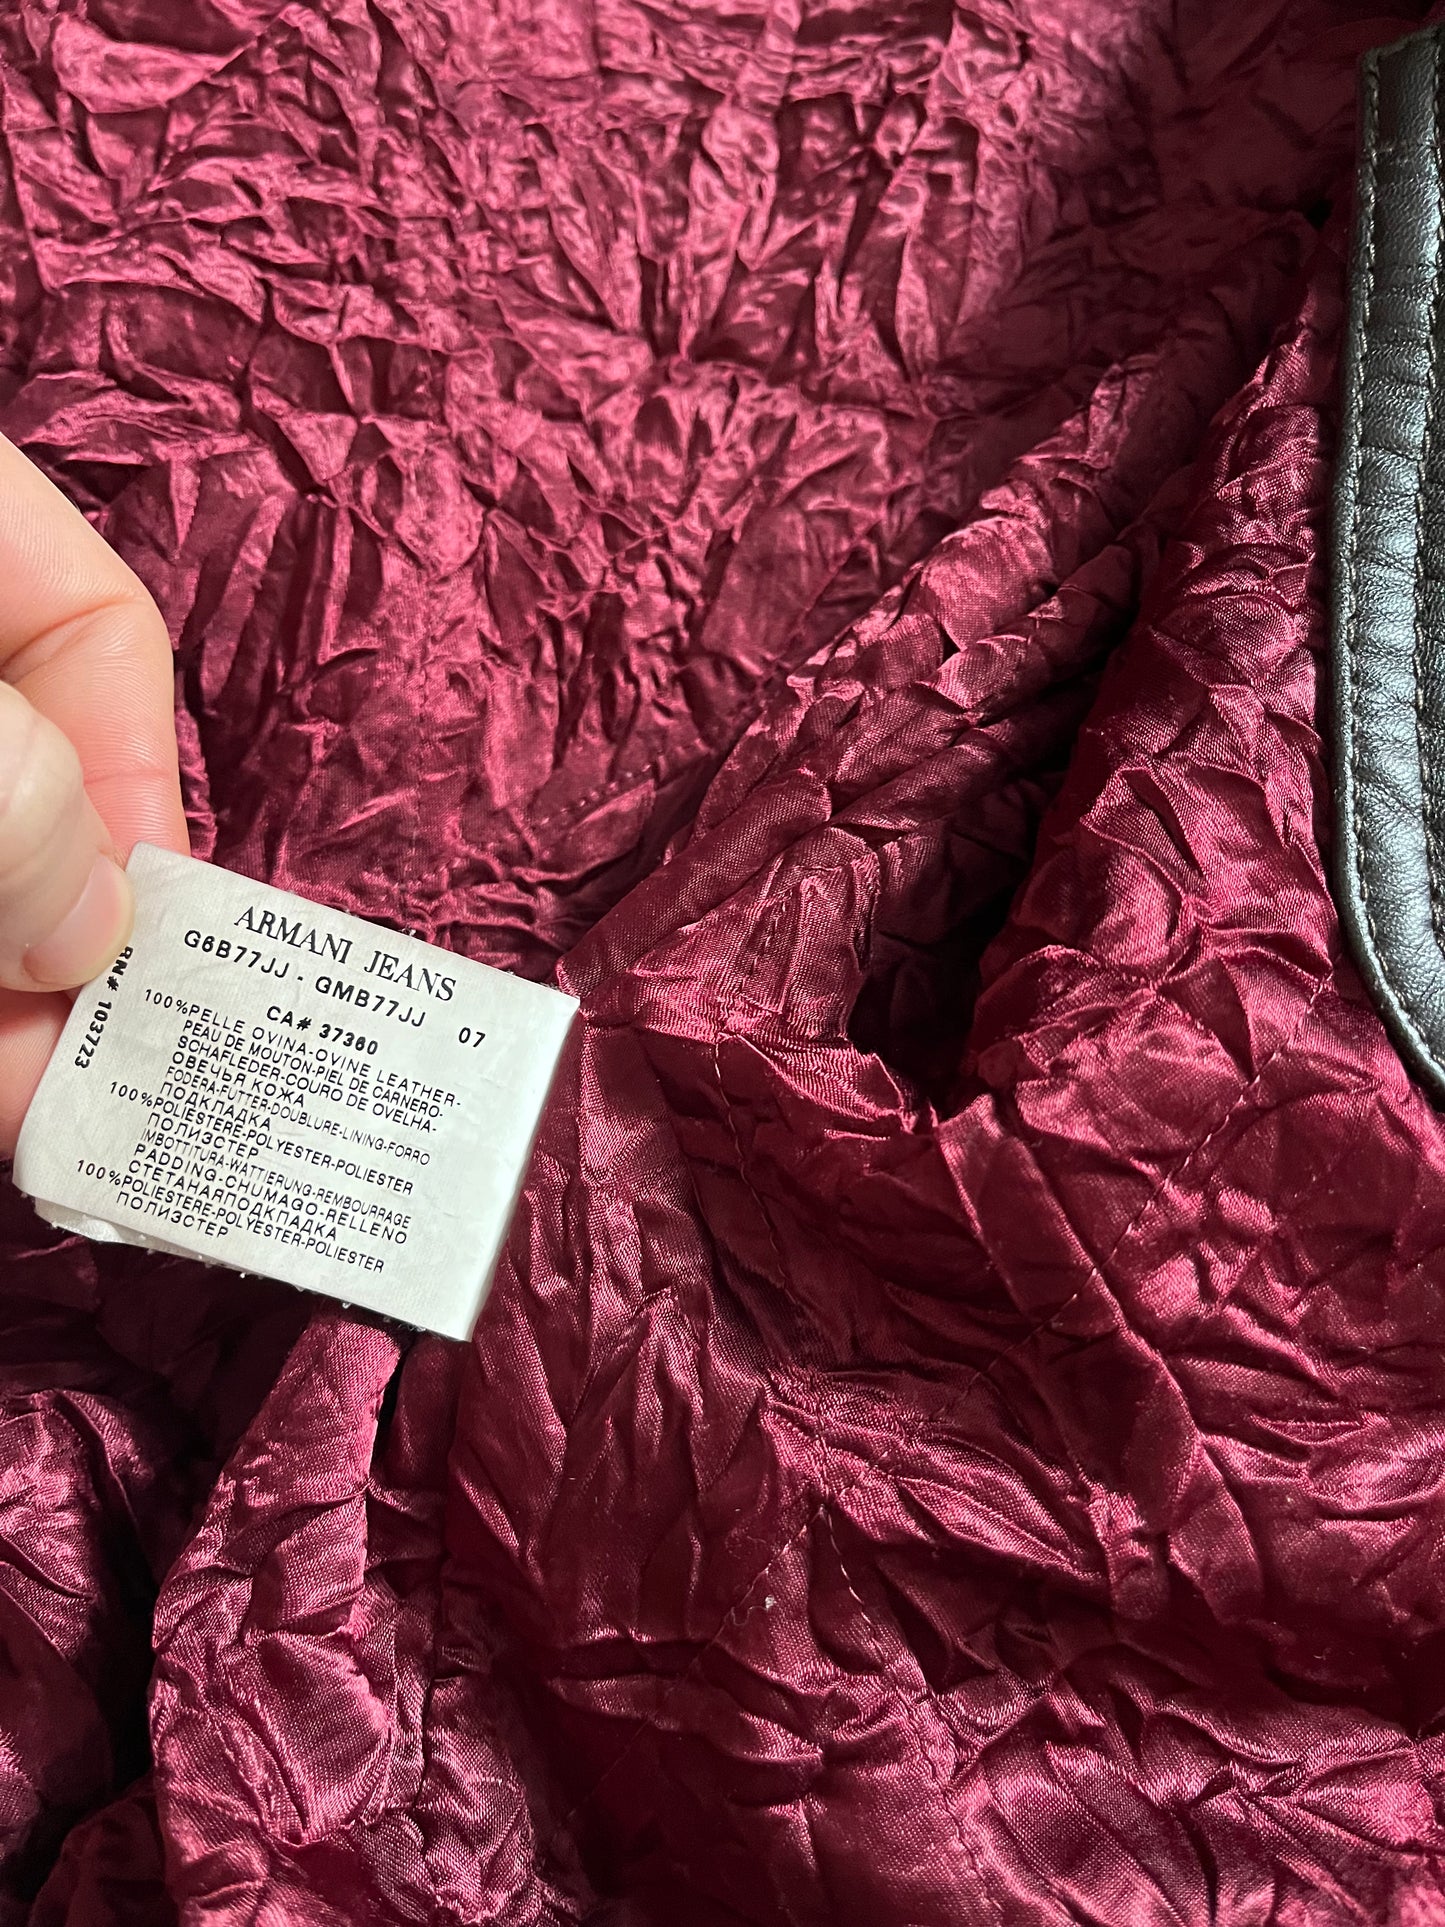 ARMANI JEANS
G6B77JJ - GMB77JJ 07
CA# 37360
100%PELLE OVINA-OVINE LEATHER-
PEAU DE MOUTON-PIEL DE CARNERO-
SCHAFLEDER-COURO DE OVELHA-
ОВЕЧЬЯ КОЖА
FODERA-FUTTER-DOUBLURE-LINING-FORRO
ПОДКЛАДКА
100%POLIESTERE-POLYESTER-POLIESTER
ПОЛИЭСТЕР
IMBOTTITURA-WATTIERUNG-REMBOURRAGE
PADDING-CHUMAGO-RELLENO
СТЕГАНАЯПОДКЛАДКА
100%POLIESTERE-POLYESTER-POLIESTER
ПОЛИЭСТЕР
RN# 103723